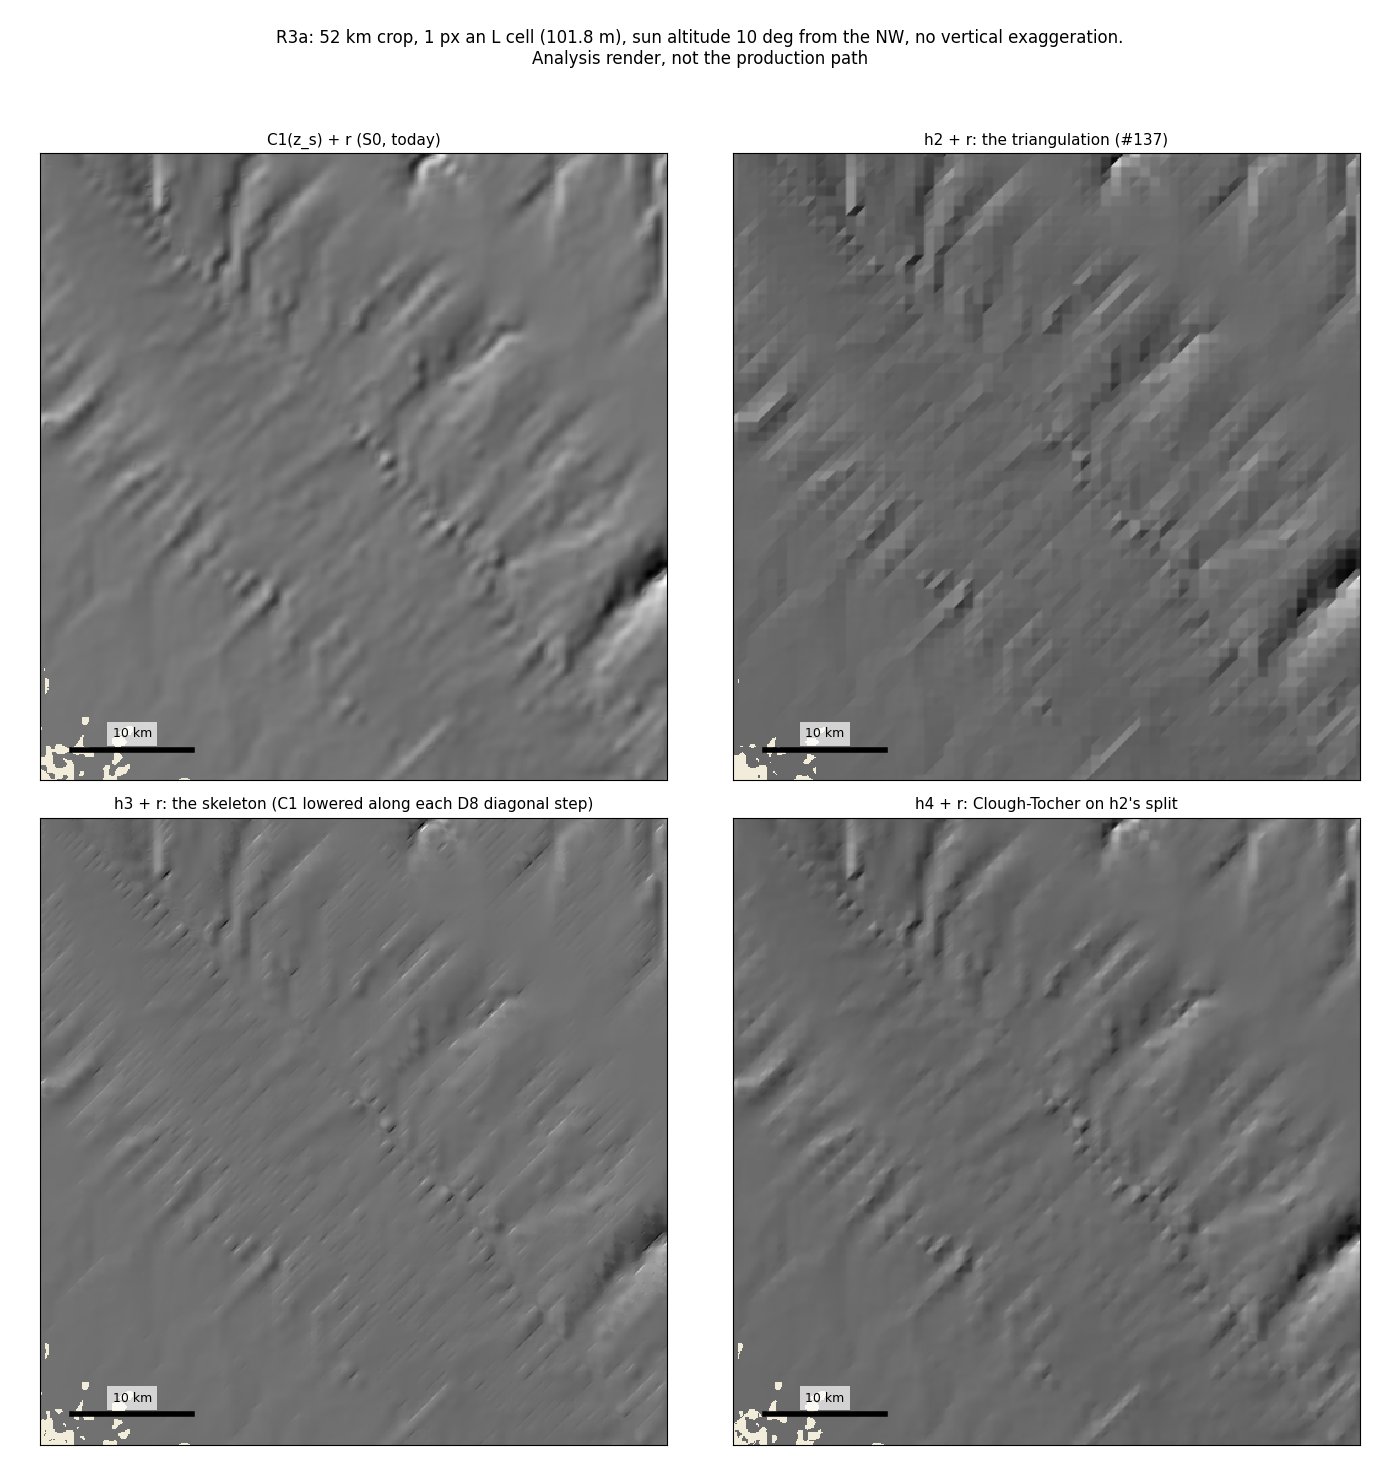 R3a: 52 km crop, 1 px an L cell (101.8 m), sun altitude 10 deg from the NW, no vertical exaggeration.
Analysis render, not the production path
C1(z_s) + r (S0, today)
h2 + r: the triangulation (#137)
10 km
10 km
h3 + r: the skeleton (C1 lowered along each D8 diagonal step)
h4 + r: Clough-Tocher on h2's split
10 km
10 km